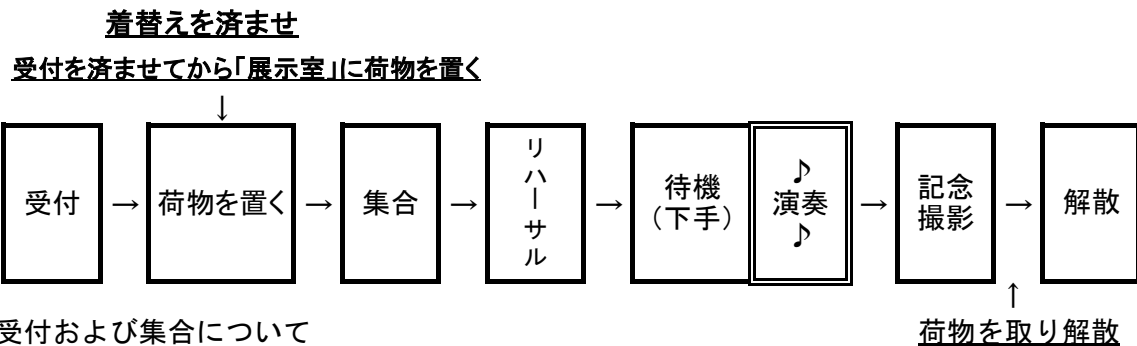 着替えを済ませ
受付を済ませてから「展示室」に荷物を置く
↓
受付 → 荷物を置く → 集合 → リハーサル → 待機（下手） ♪演奏♪ → 記念撮影 → 解散
↑
受付および集合について
荷物を取り解散